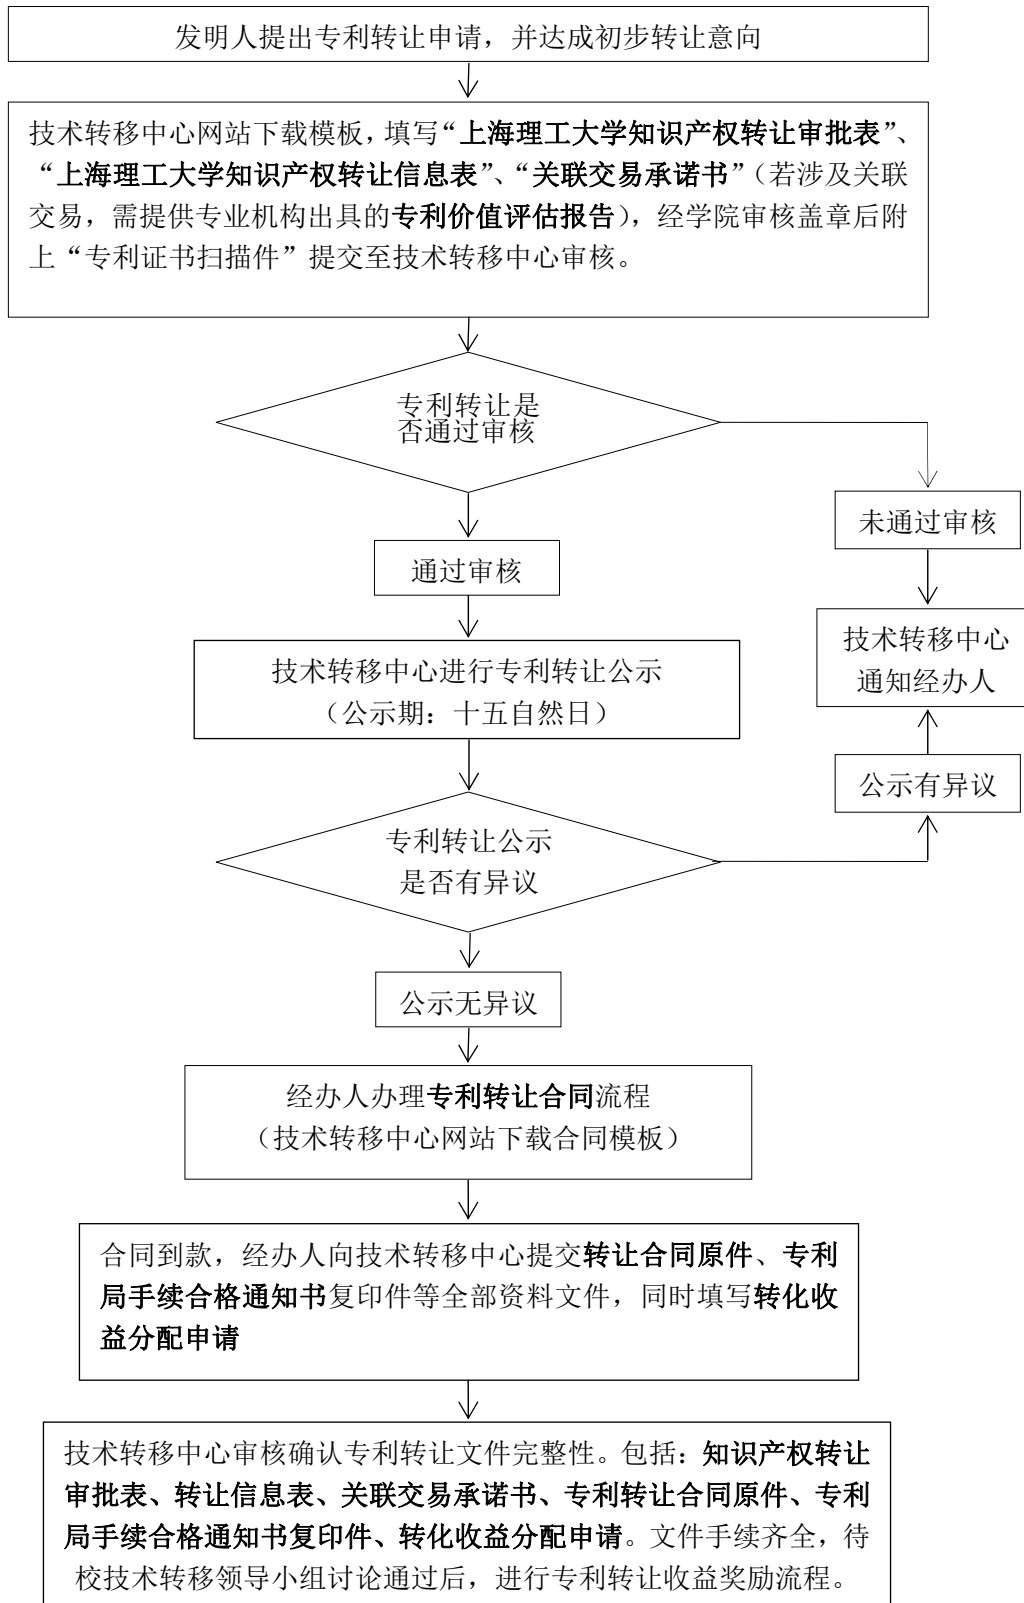 发明人提出专利转让申请，并达成初步转让意向
技术转移中心网站下载模板，填写“上海理工大学知识产权转让审批表”、
“上海理工大学知识产权转让信息表”、“关联交易承诺书”（若涉及关联
交易，需提供专业机构出具的专利价值评估报告），经学院审核盖章后附
上“专利证书扫描件”提交至技术转移中心审核。
专利转让是
否通过审核
未通过审核
通过审核
技术转移中心
通知经办人
技术转移中心进行专利转让公示
（公示期：十五自然日）
公示有异议
专利转让公示
是否有异议
公示无异议
经办人办理专利转让合同流程
（技术转移中心网站下载合同模板）
合同到款，经办人向技术转移中心提交转让合同原件、专利
局手续合格通知书复印件等全部资料文件，同时填写转化收
益分配申请
技术转移中心审核确认专利转让文件完整性。包括：知识产权转让
审批表、转让信息表、关联交易承诺书、专利转让合同原件、专利
局手续合格通知书复印件、转化收益分配申请。文件手续齐全，待
校技术转移领导小组讨论通过后，进行专利转让收益奖励流程。